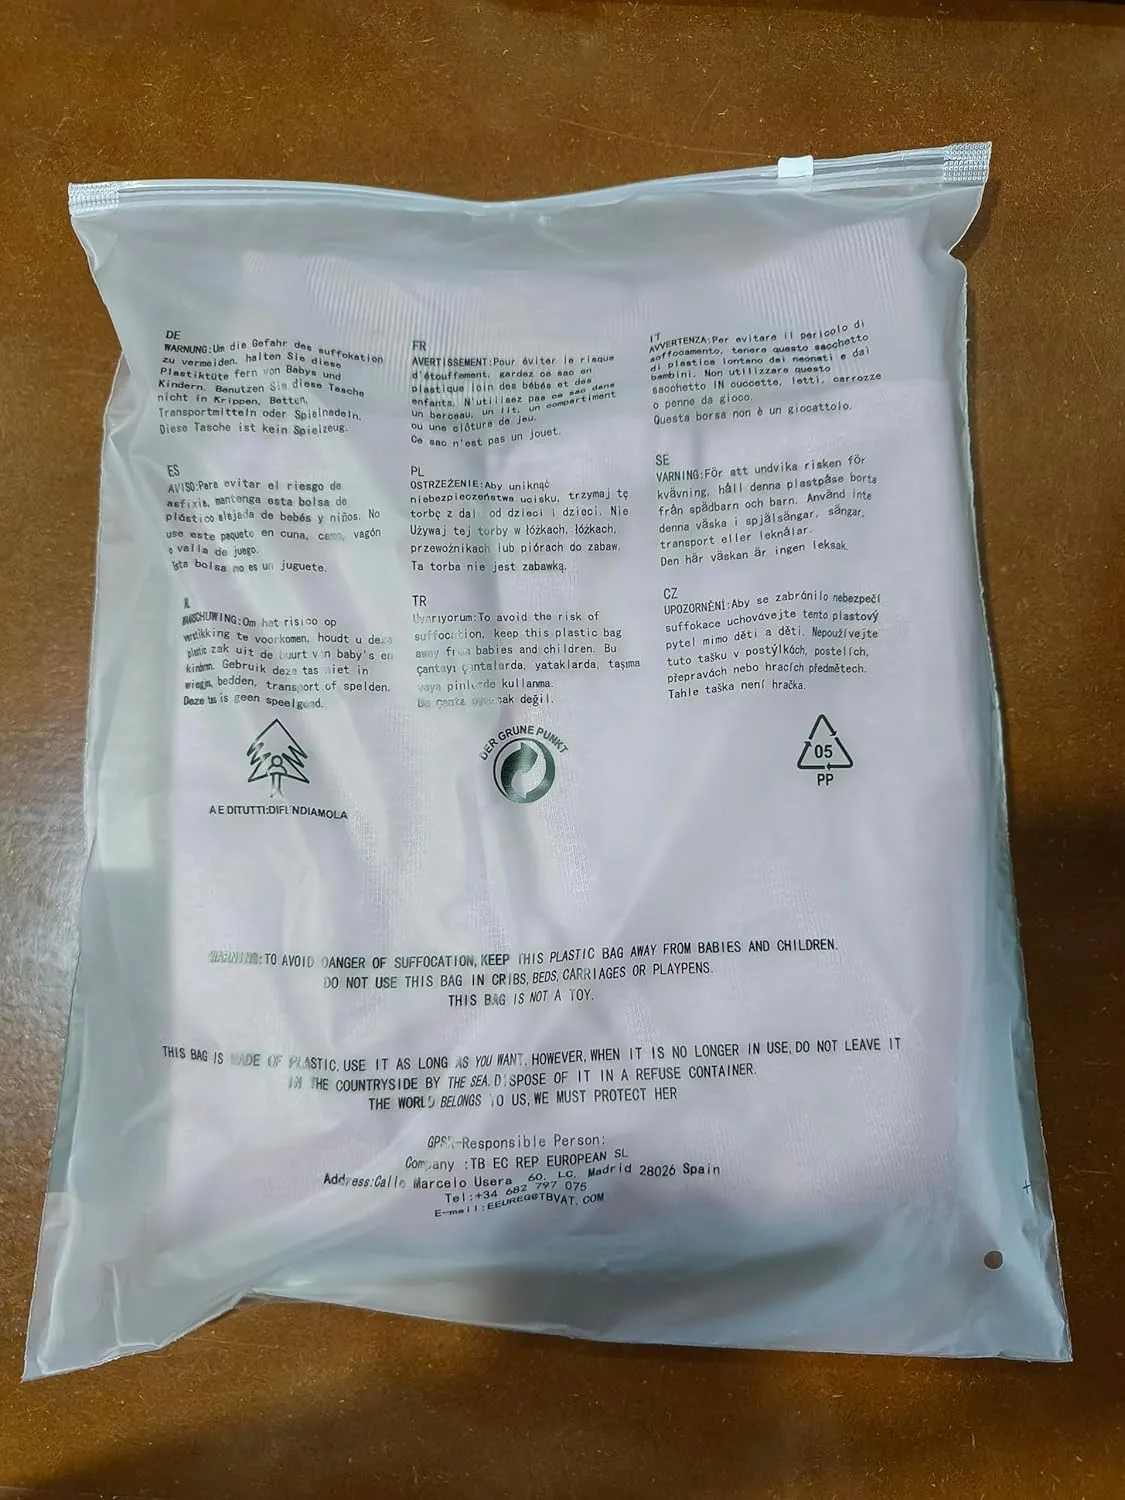 DE
WARNUNG:Um die Gefahr des suffokation
zu vermeiden, halten Sie diese
Plastiktüte fern von Babys und
Kindern. Benutzen Sie diese Tasche
nicht in Krippen, Betten,
Transportmitteln oder Spielnadeln.
Diese Tasche ist kein Spielzeug.
FR
AVERTISSEMENT:Pour éviter le risque
d'étouffement, gardez ce sac en
plastique loin des bébés et des
enfants. N'utilisez pas ce sac dans
un berceau, un lit, un compartiment
ou une clôture de jeu.
Ce sac n'est pas un jouet.
IT
AVVERTENZA:Per evitare il pericolo di
soffocamento, tenere questo sacchetto
di plastica lontano dai neonati e dai
bambini. Non utilizzare questo
sacchetto IN cuccette, letti, carrozze
o penne da gioco.
Questa borsa non è un giocattolo.
ES
AVISO:Para evitar el riesgo de
asfixia, mantenga esta bolsa de
plástico alejada de bebés y niños. No
use este paquete en cuna, cama, vagón
o valla de juego.
Esta bolsa no es un juguete.
PL
OSTRZEŻENIE:Aby uniknąć
niebezpieczeństwa ucisku, trzymaj tę
torbę z dal od dzieci i dzieci. Nie
Używaj tej torby w łóżkach, łóżkach,
przewoźnikach lub piórach do zabaw.
Ta torba nie jest zabawką.
SE
VARNING:För att undvika risken för
kvävning, håll denna plastpåse borta
från spädbarn och barn. Använd inte
denna väska i spjälsängar, sängar,
transport eller leknålar.
Den här väskan är ingen leksak.
NL
WAARSCHUWING:Om het risico op
verstikking te voorkomen, houdt u deze
plastic zak uit de buurt van baby's en
kinderen. Gebruik deze tas niet in
wiegen, bedden, transport of spelden.
Deze tas is geen speelgoed.
TR
Uyarıyorum:To avoid the risk of
suffocation, keep this plastic bag
away from babies and children. Bu
çantayı çantalarda, yataklarda, taşıma
veya pinlerde kullanma.
Bu çanta oyuncak değil.
CZ
UPOZORNĚNÍ:Aby se zabránilo nebezpečí
suffokace uchovávejte tento plastový
pytel mimo děti a děti. Nepoužívejte
tuto tašku v postýlkách, postelích,
přepravách nebo hracích předmětech.
Tahle taška není hračka.
A E DITUTTI:DIFENDIAMOLA
DER GRUNE PUNKT
05
PP
WARNING:TO AVOID DANGER OF SUFFOCATION, KEEP THIS PLASTIC BAG AWAY FROM BABIES AND CHILDREN.
DO NOT USE THIS BAG IN CRIBS, BEDS, CARRIAGES OR PLAYPENS.
THIS BAG IS NOT A TOY.
THIS BAG IS MADE OF PLASTIC. USE IT AS LONG AS YOU WANT. HOWEVER, WHEN IT IS NO LONGER IN USE, DO NOT LEAVE IT
IN THE COUNTRYSIDE BY THE SEA. DISPOSE OF IT IN A REFUSE CONTAINER.
THE WORLD BELONGS TO US, WE MUST PROTECT HER
GPSR-Responsible Person:
Company :TB EC REP EUROPEAN SL
Address:Calle Marcelo Usera 60, LC, Madrid 28026 Spain
Tel:+34 682 797 075
E-mail:EEUREG@TBVAT.COM